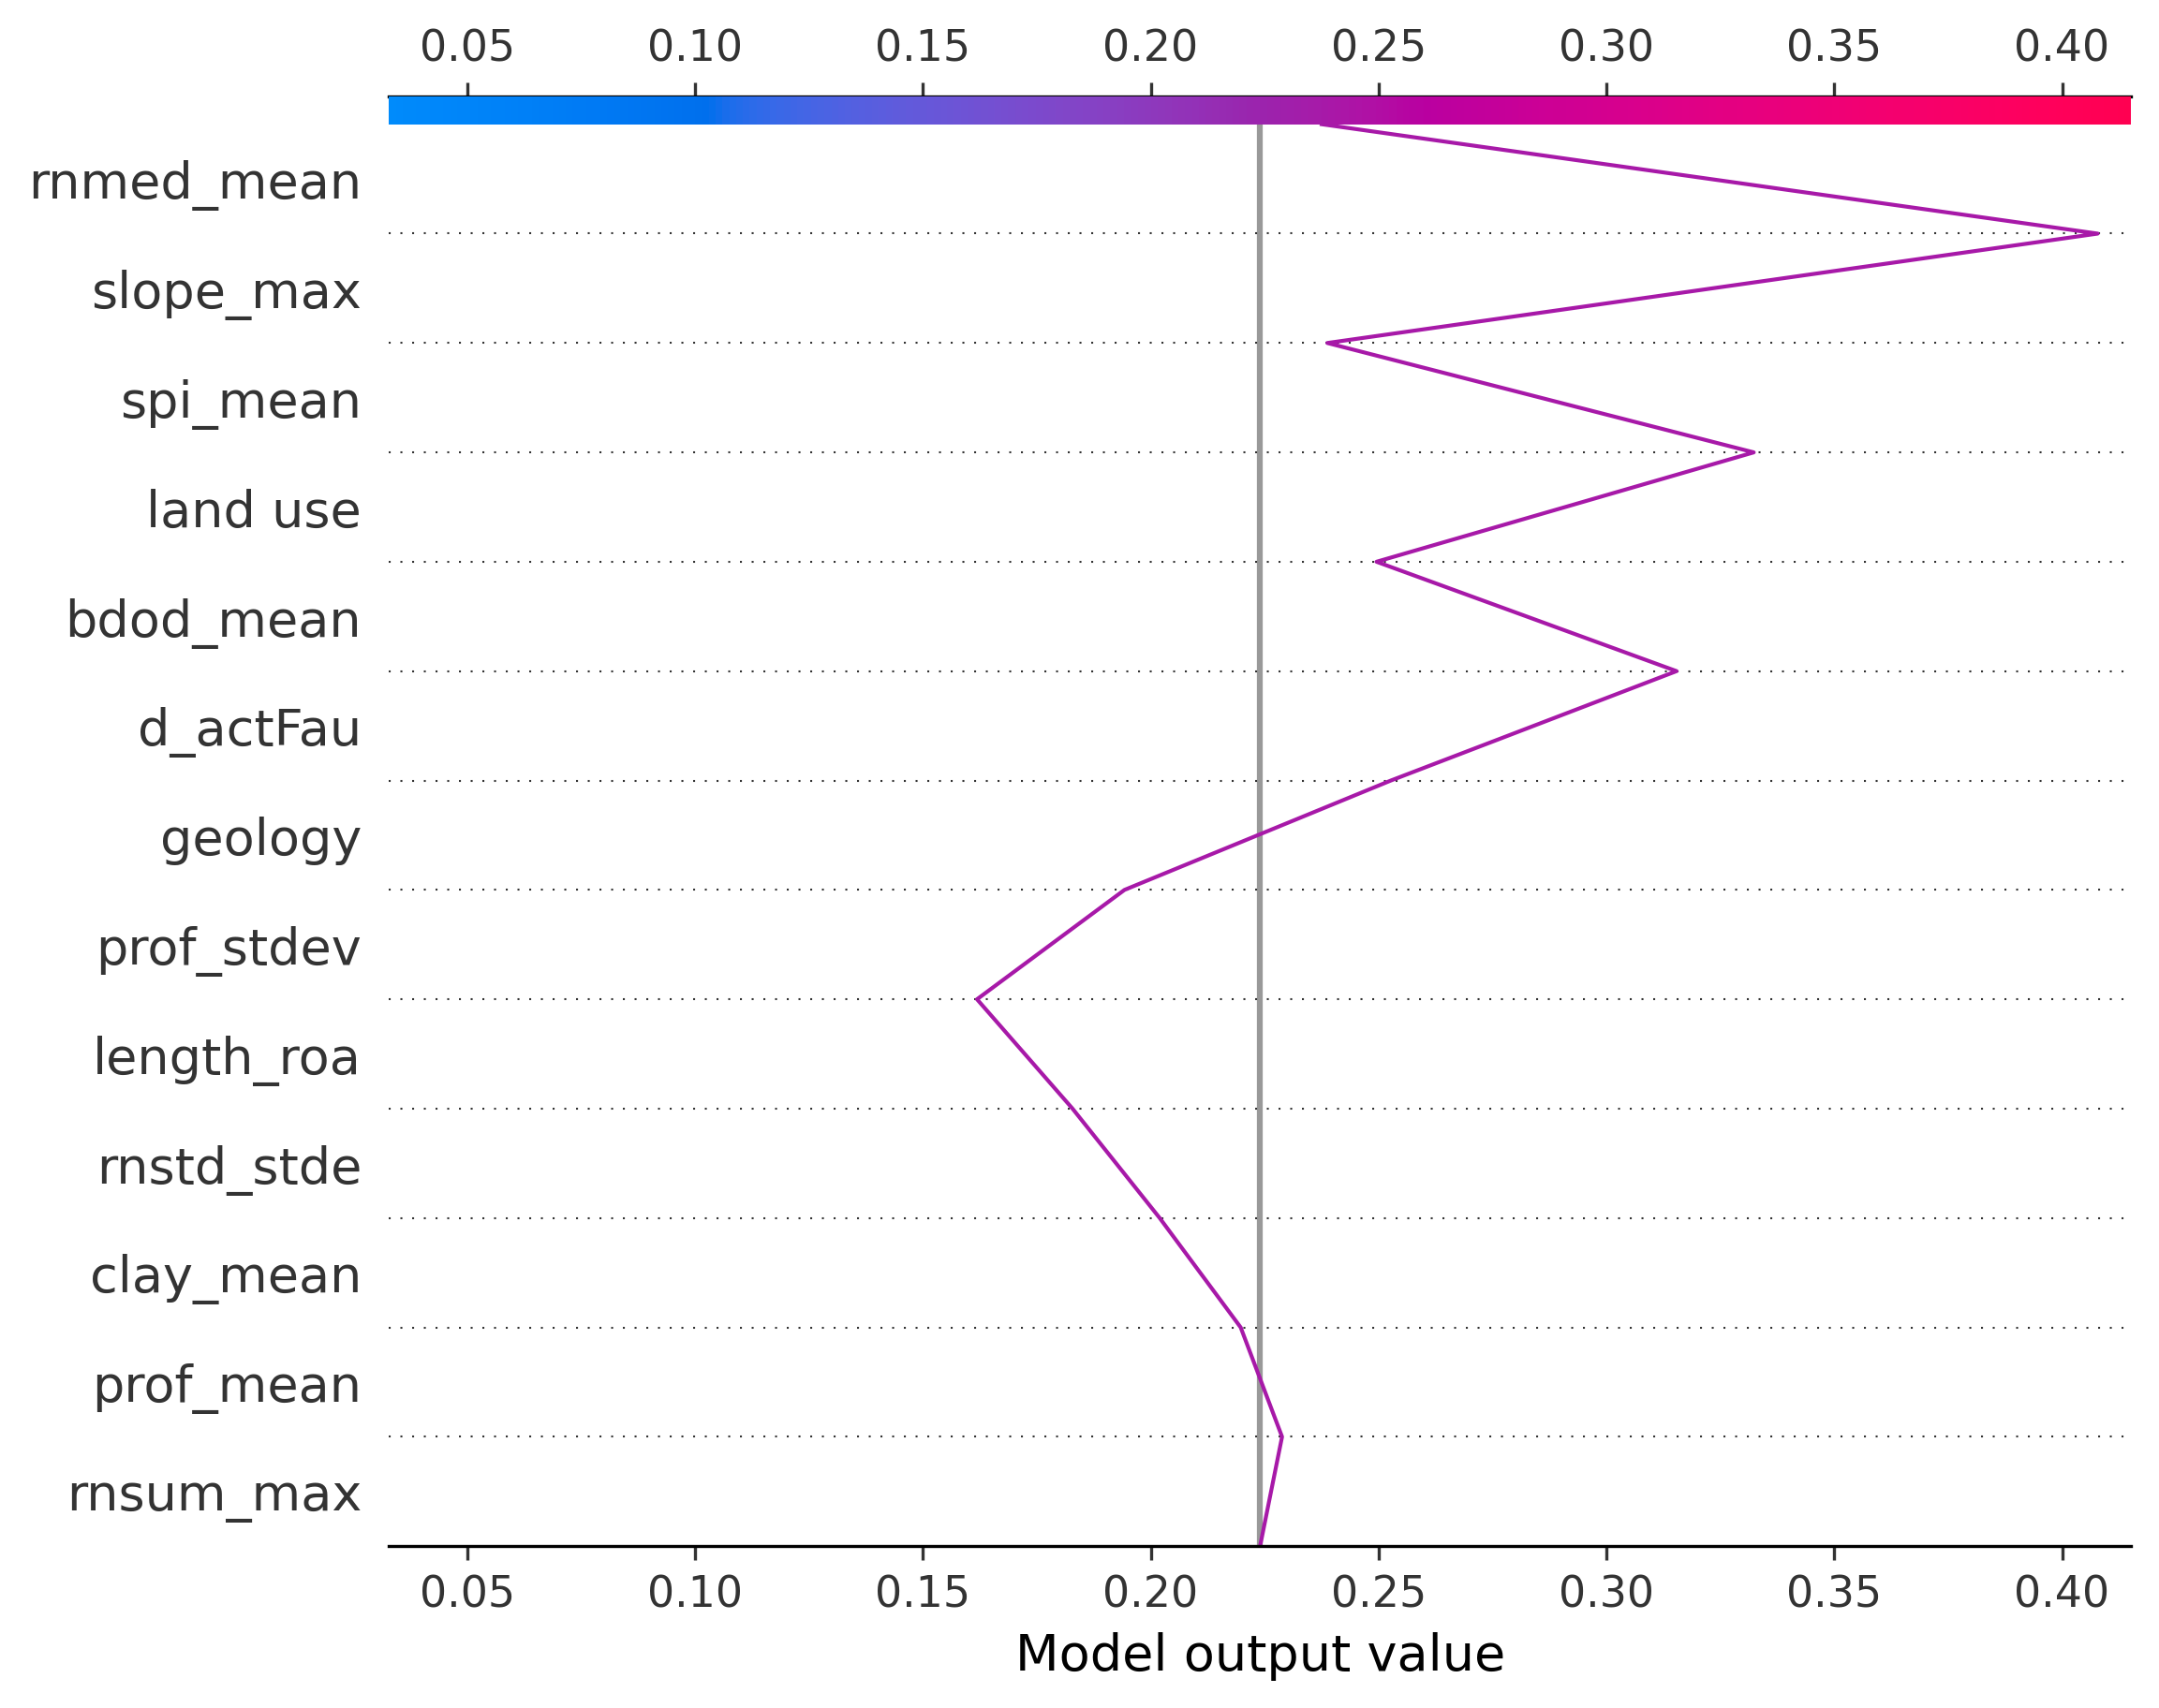 0.05 0.10 0.15 0.20 0.25 0.30 0.35 0.40
rnmed_mean
slope_max
spi_mean
land use
bdod_mean
d_actFau
geology
prof_stdev
length_roa
rnstd_stde
clay_mean
prof_mean
rnsum_max
0.05 0.10 0.15 0.20 0.25 0.30 0.35 0.40
Model output value